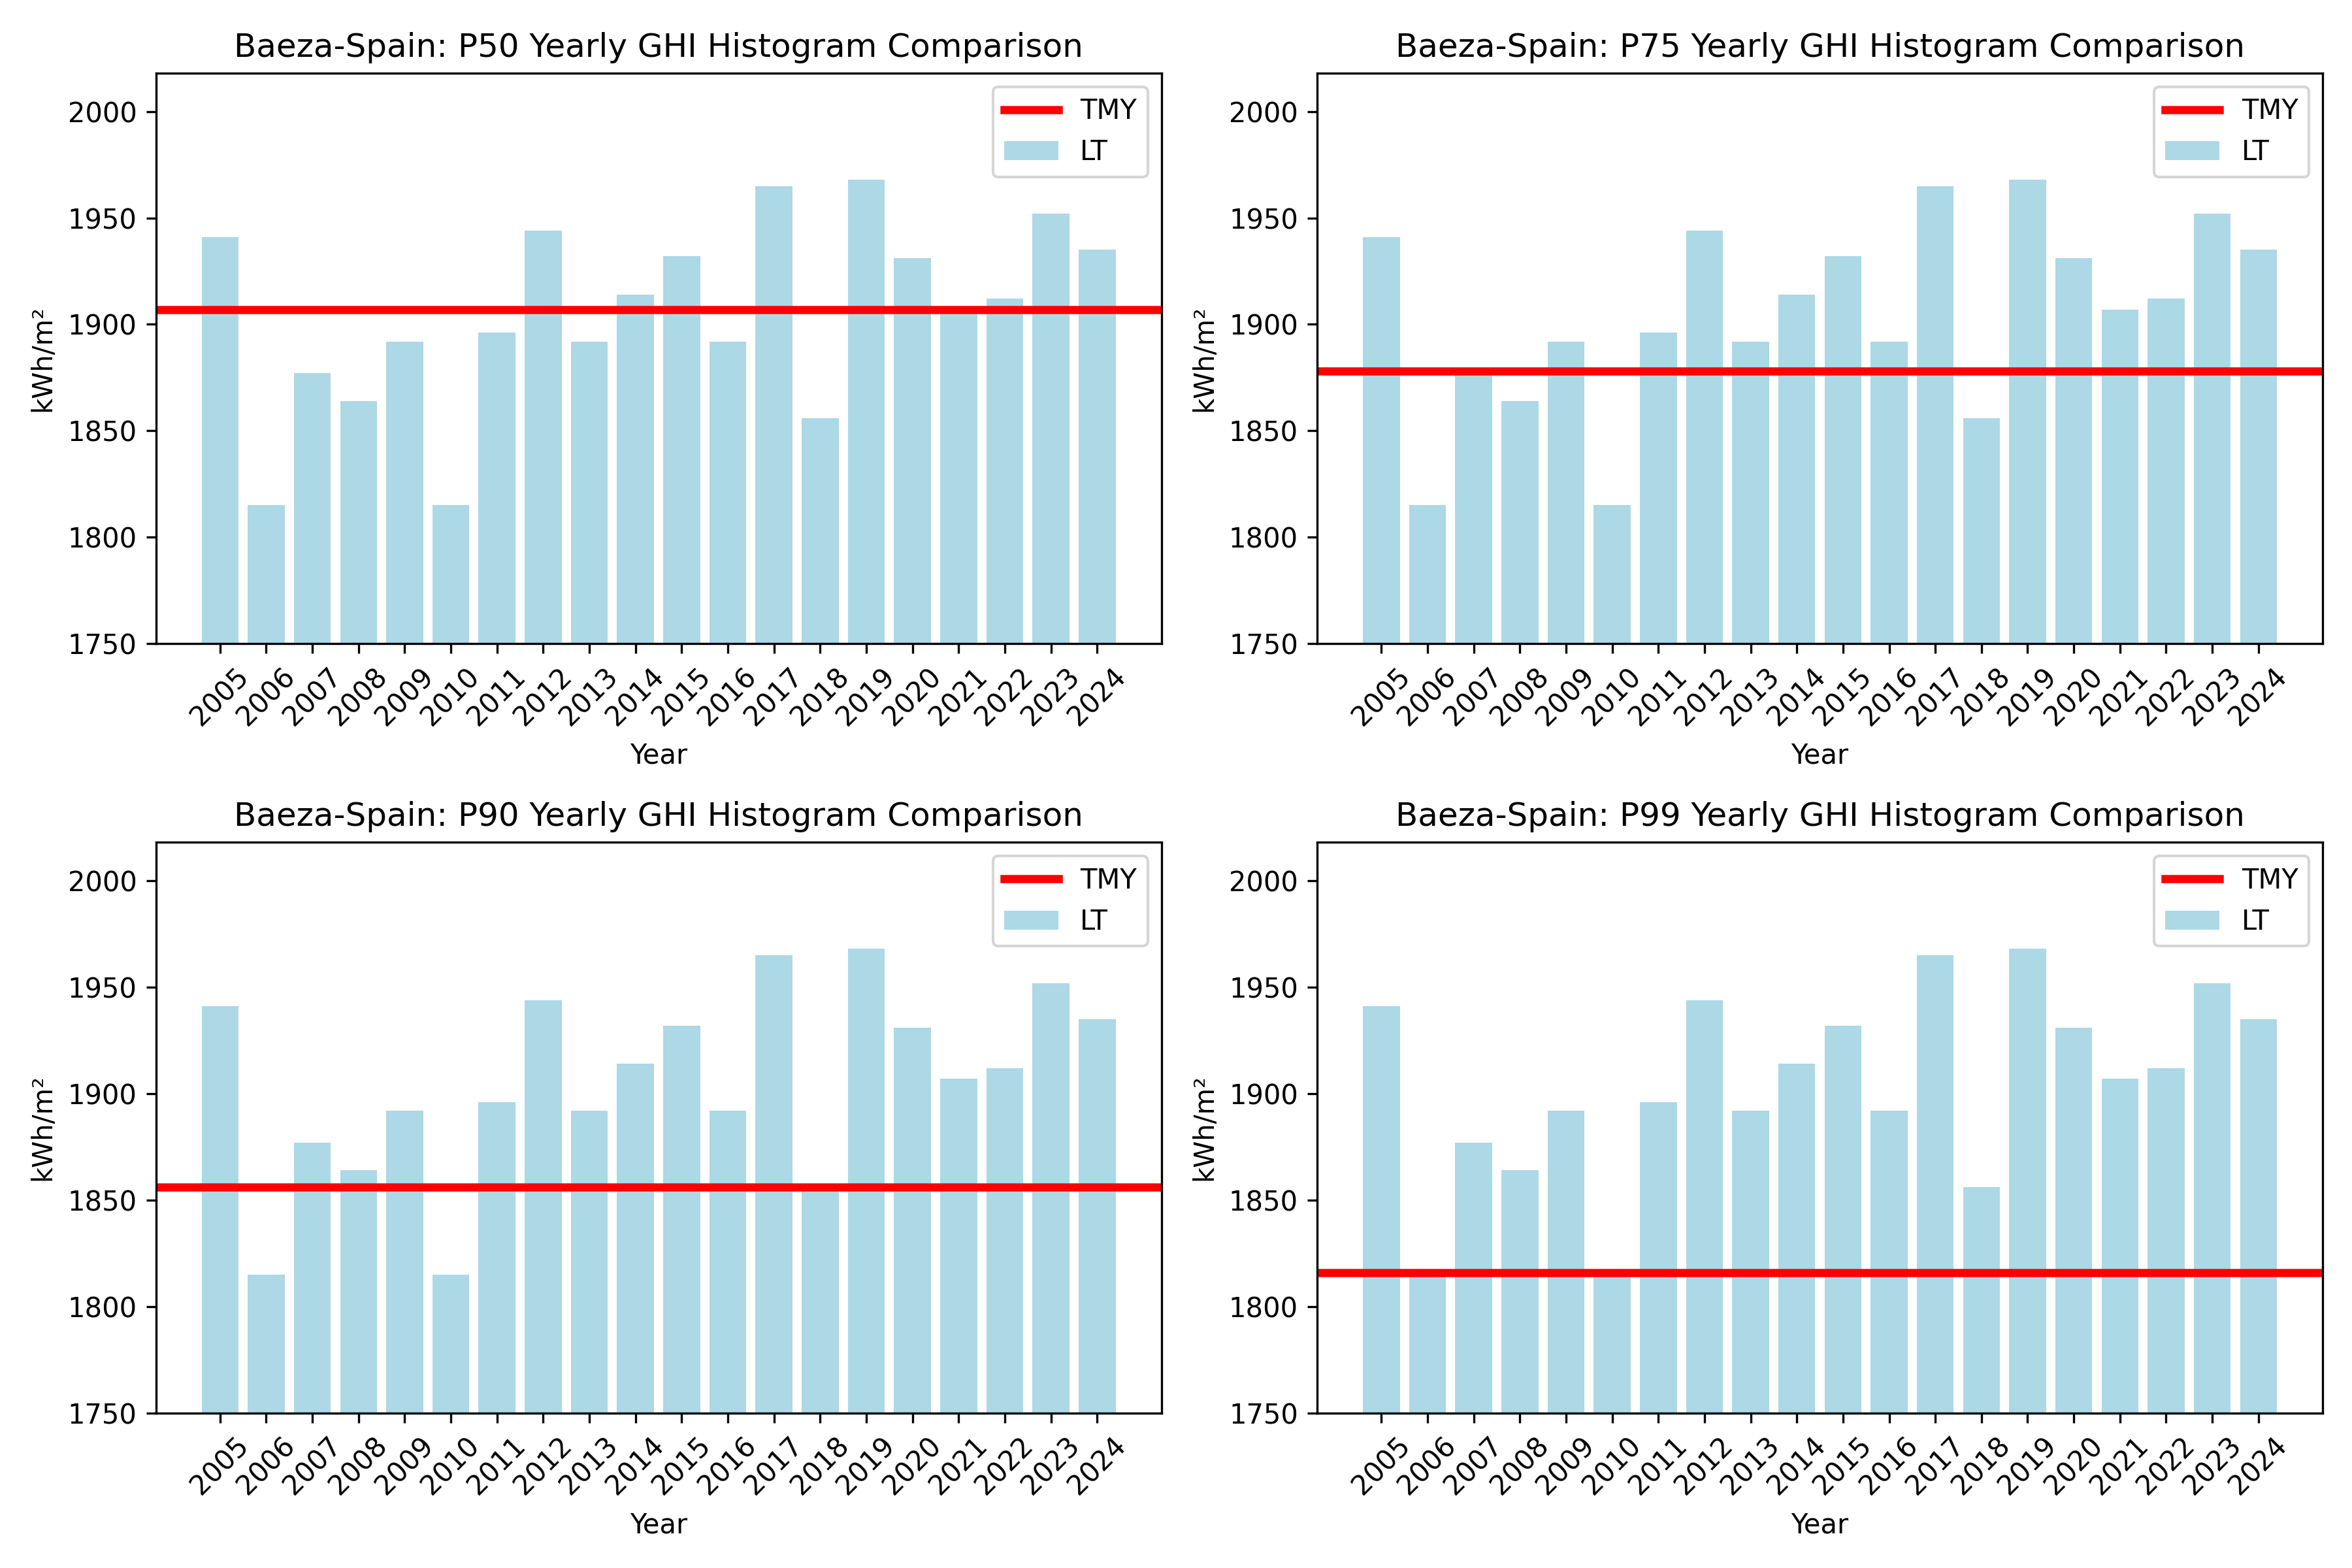 Baeza-Spain: P50 Yearly GHI Histogram Comparison
TMY
LT
kWh/m²
2000
1950
1900
1850
1800
1750
2005 2006 2007 2008 2009 2010 2011 2012 2013 2014 2015 2016 2017 2018 2019 2020 2021 2022 2023 2024
Year
Baeza-Spain: P75 Yearly GHI Histogram Comparison
TMY
LT
kWh/m²
2000
1950
1900
1850
1800
1750
2005 2006 2007 2008 2009 2010 2011 2012 2013 2014 2015 2016 2017 2018 2019 2020 2021 2022 2023 2024
Year
Baeza-Spain: P90 Yearly GHI Histogram Comparison
TMY
LT
kWh/m²
2000
1950
1900
1850
1800
1750
2005 2006 2007 2008 2009 2010 2011 2012 2013 2014 2015 2016 2017 2018 2019 2020 2021 2022 2023 2024
Year
Baeza-Spain: P99 Yearly GHI Histogram Comparison
TMY
LT
kWh/m²
2000
1950
1900
1850
1800
1750
2005 2006 2007 2008 2009 2010 2011 2012 2013 2014 2015 2016 2017 2018 2019 2020 2021 2022 2023 2024
Year